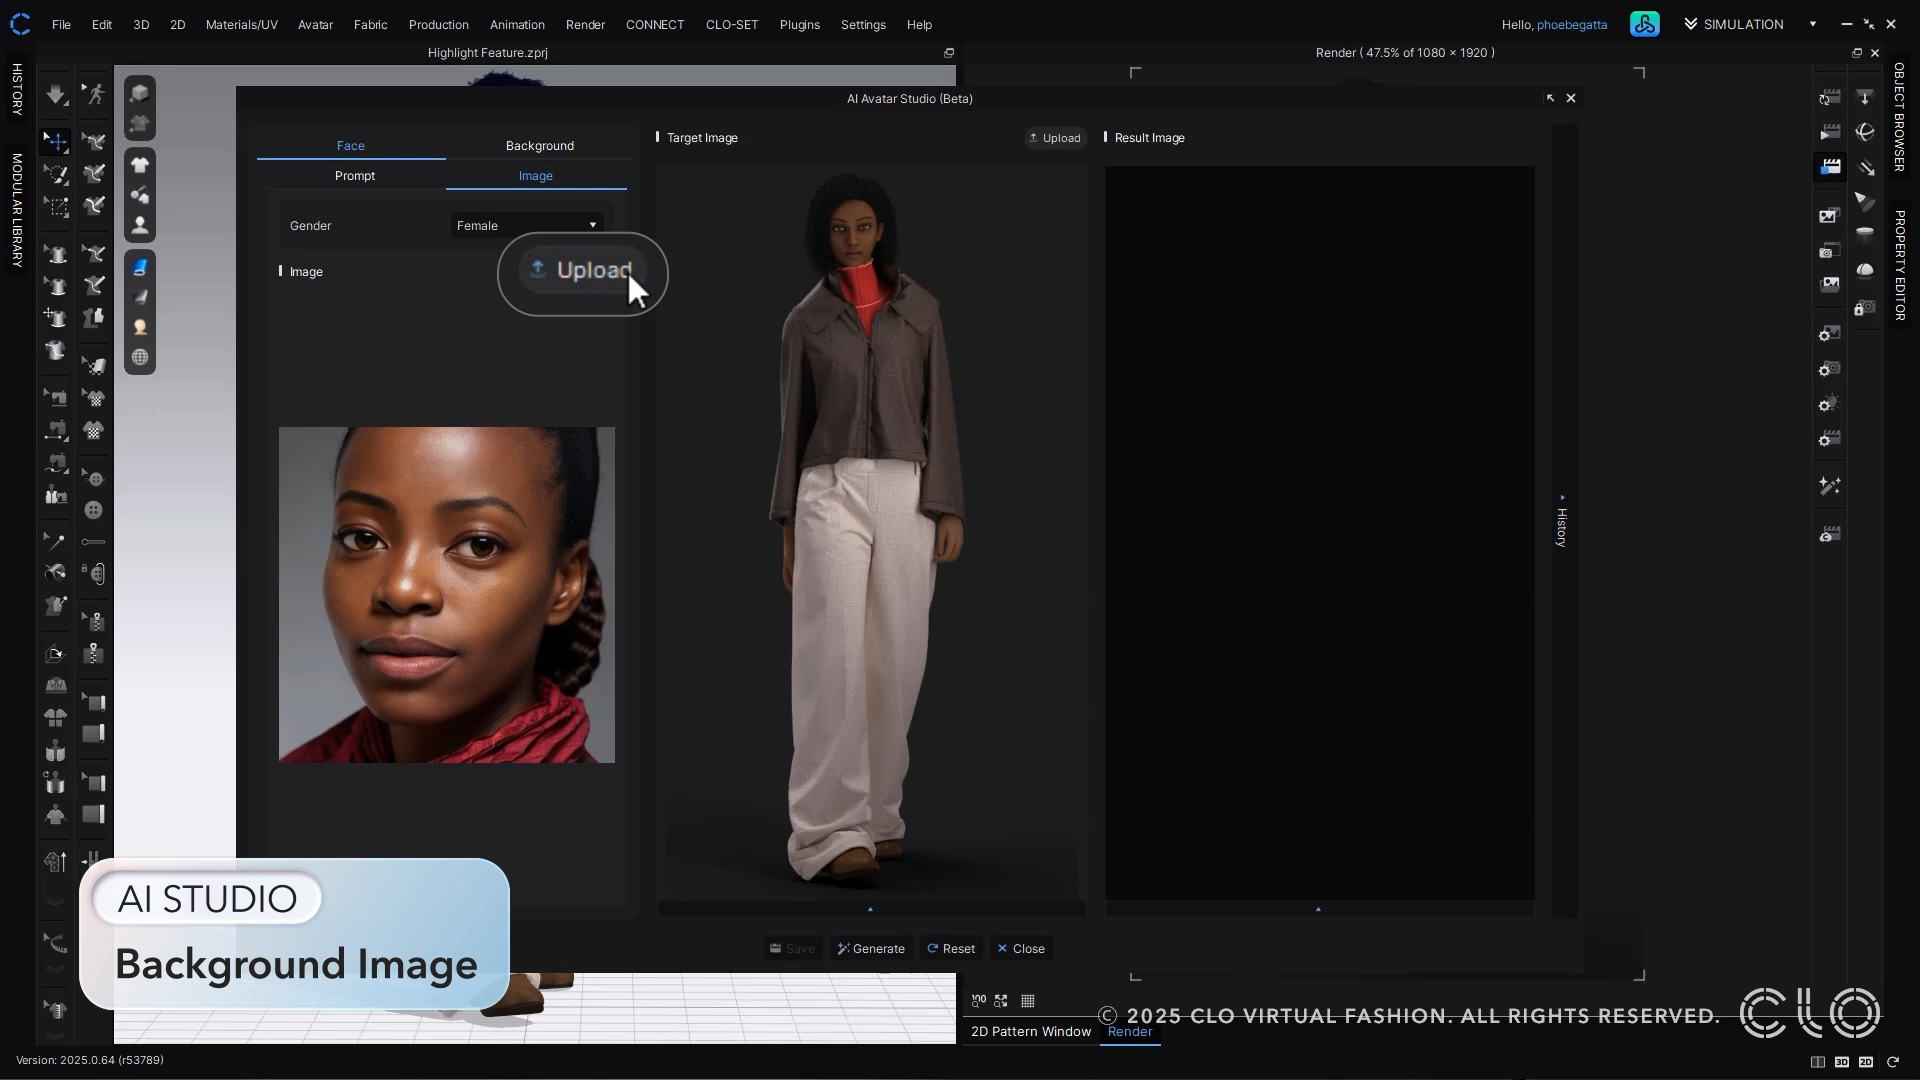 File Edit 3D 2D Materials/UV Avatar Fabric Production Animation Render CONNECT CLO-SET Plugins Settings Help
Hello, phoebegatta
SIMULATION
Highlight Feature.zprj
Render ( 47.5% of 1080 × 1920 )
HISTORY
MODULAR LIBRARY
OBJECT BROWSER
PROPERTY EDITOR
AI Avatar Studio (Beta)
Face Background
Prompt Image
Gender Female
Image
Upload
Target Image
Upload
Result Image
History
Save Generate Reset Close
AI STUDIO
Background Image
100
2D Pattern Window Render
© 2025 CLO VIRTUAL FASHION. ALL RIGHTS RESERVED.
CLO
Version: 2025.0.64 (r53789)
3D 2D